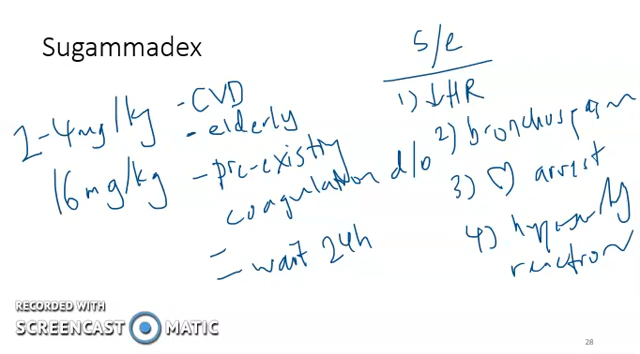 Sugammadex
2-4mg/kg
16mg/kg
- CVD
- elderly
- pre-existing
coagulation d/o
= wait 24h
S/e
1) ↓HR
2) bronchospasm
3) ♡ arrest
4) hypersensitivity
reaction
RECORDED WITH
SCREENCAST MATIC
28